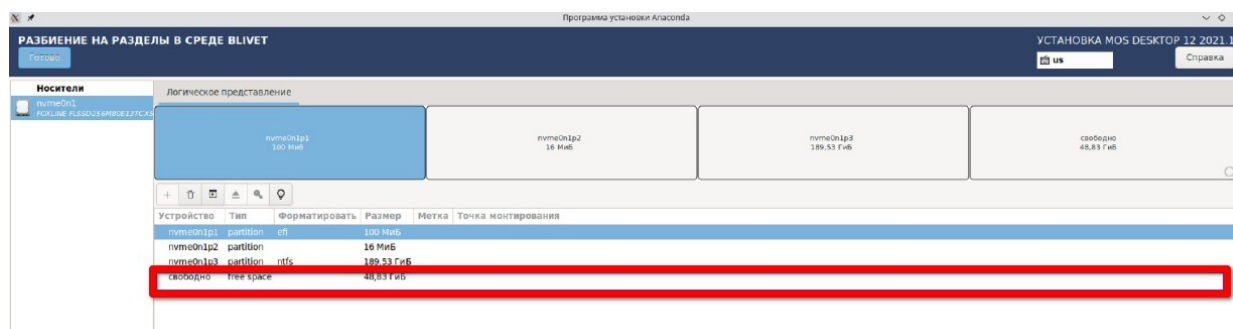 Программа установки Anaconda
РАЗБИЕНИЕ НА РАЗДЕЛЫ В СРЕДЕ BLIVET
УСТАНОВКА MOS DESKTOP 12 2021.1
Готово
us
Справка
Носители
nvme0n1
Логическое представление
nvme0n1p1
100 МиБ
nvme0n1p2
16 МиБ
nvme0n1p3
189.53 ГиБ
свободно
48,83 ГиБ
Устройство Тип Форматировать Размер Метка Точка монтирования
nvme0n1p1 partition efi 100 МиБ
nvme0n1p2 partition 16 МиБ
nvme0n1p3 partition ntfs 189.53 ГиБ
свободно free space 48,83 ГиБ